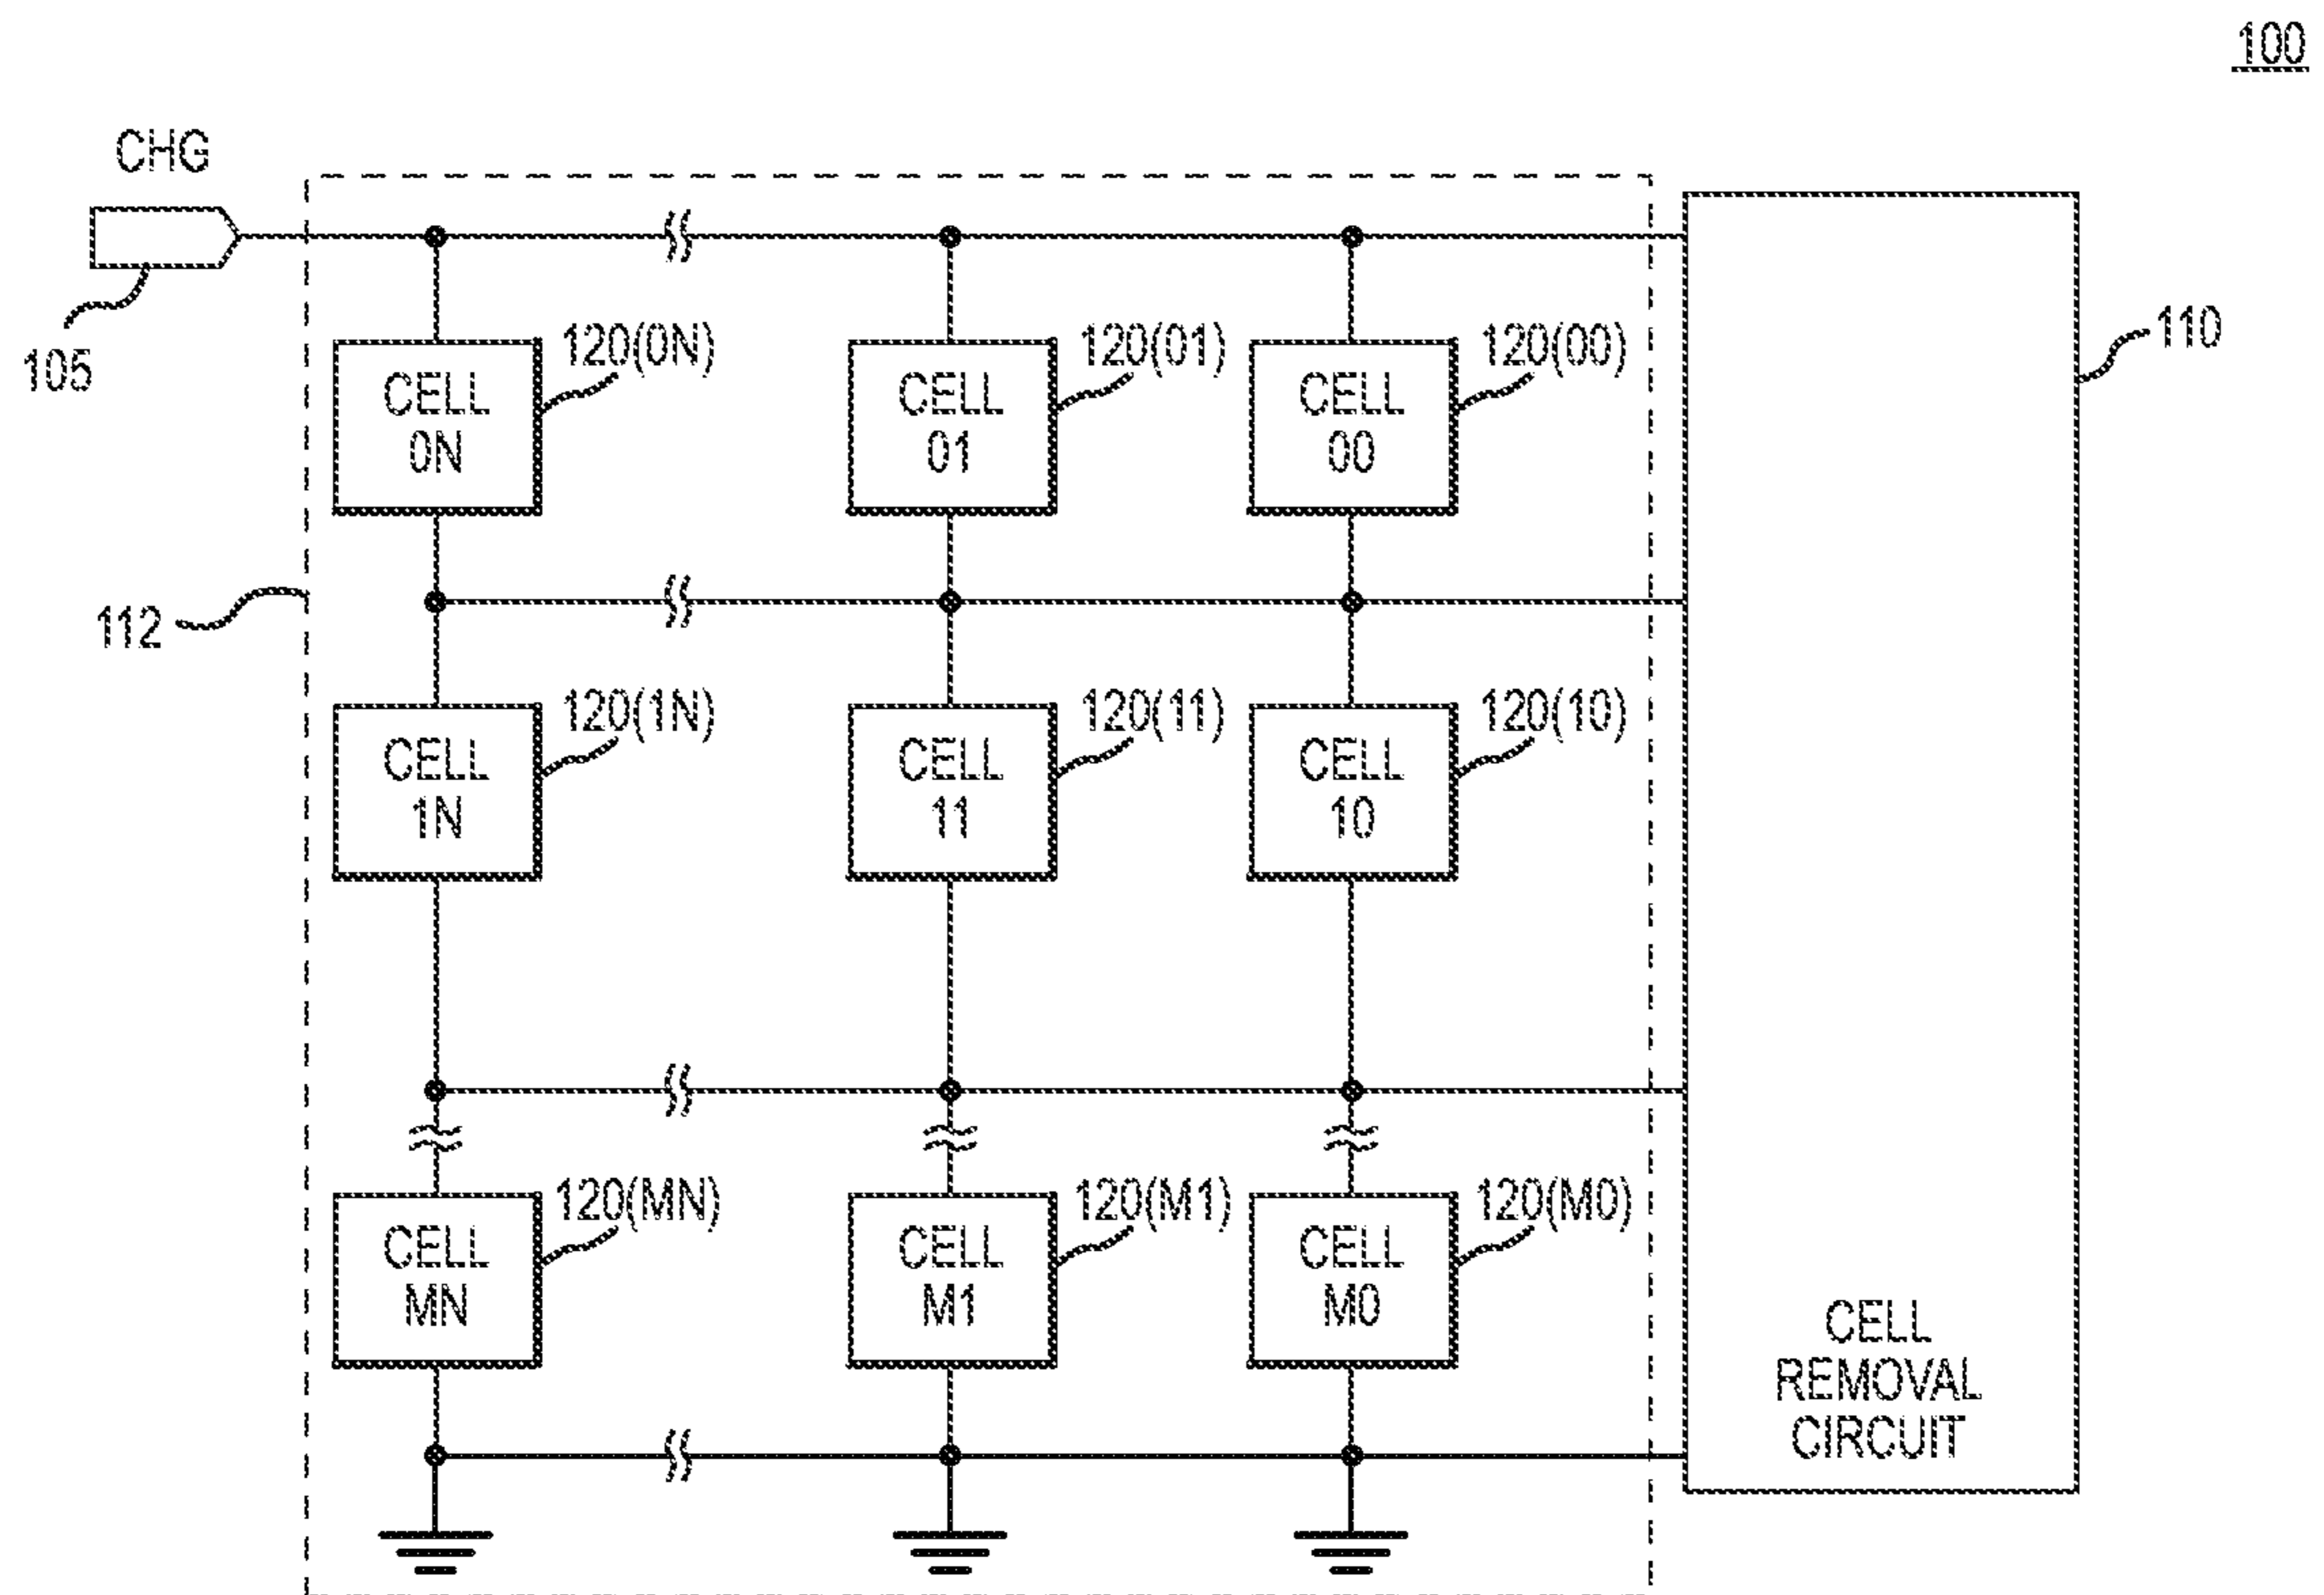 100
CHG
105
120(0N)
120(01)
120(00)
110
CELL
0N
CELL
01
CELL
00
112
120(1N)
120(11)
120(10)
CELL
1N
CELL
11
CELL
10
120(MN)
120(M1)
120(M0)
CELL
MN
CELL
M1
CELL
M0
CELL
REMOVAL
CIRCUIT